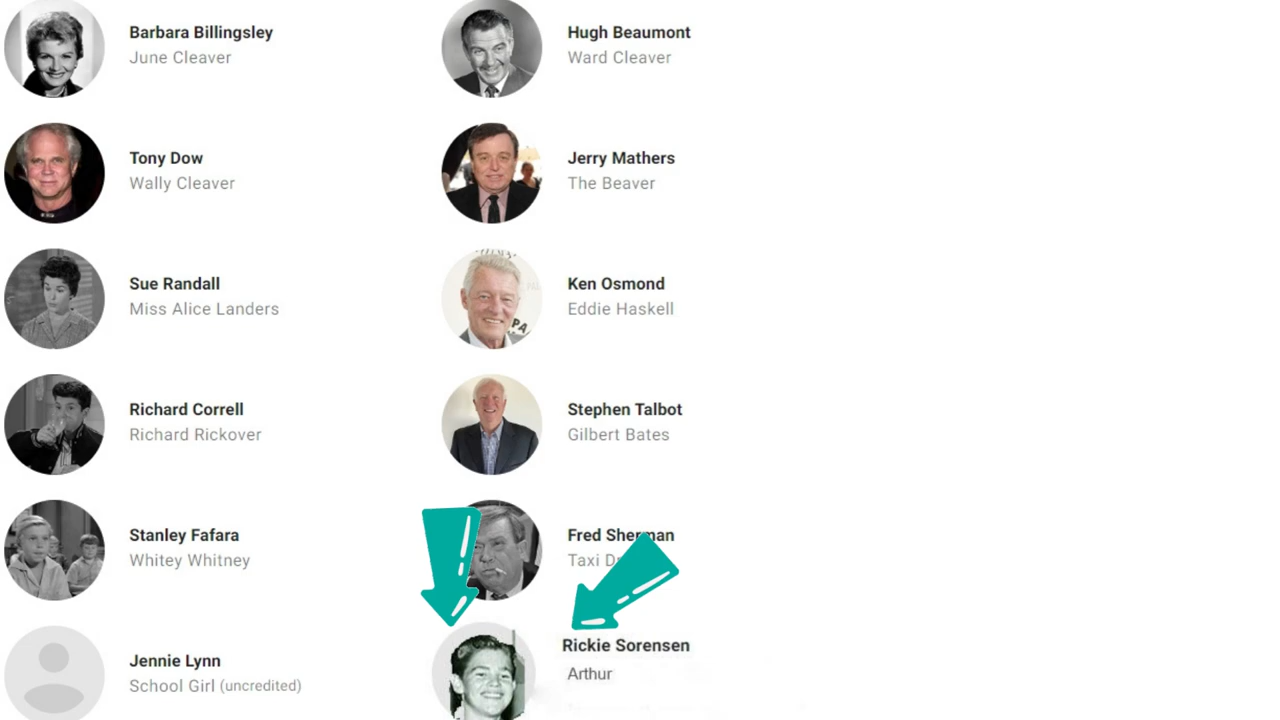 Barbara Billingsley
June Cleaver
Hugh Beaumont
Ward Cleaver
Tony Dow
Wally Cleaver
Jerry Mathers
The Beaver
Sue Randall
Miss Alice Landers
Ken Osmond
Eddie Haskell
Richard Correll
Richard Rickover
Stephen Talbot
Gilbert Bates
Stanley Fafara
Whitey Whitney
Fred Sherman
Taxi
Jennie Lynn
School Girl (uncredited)
Rickie Sorensen
Arthur